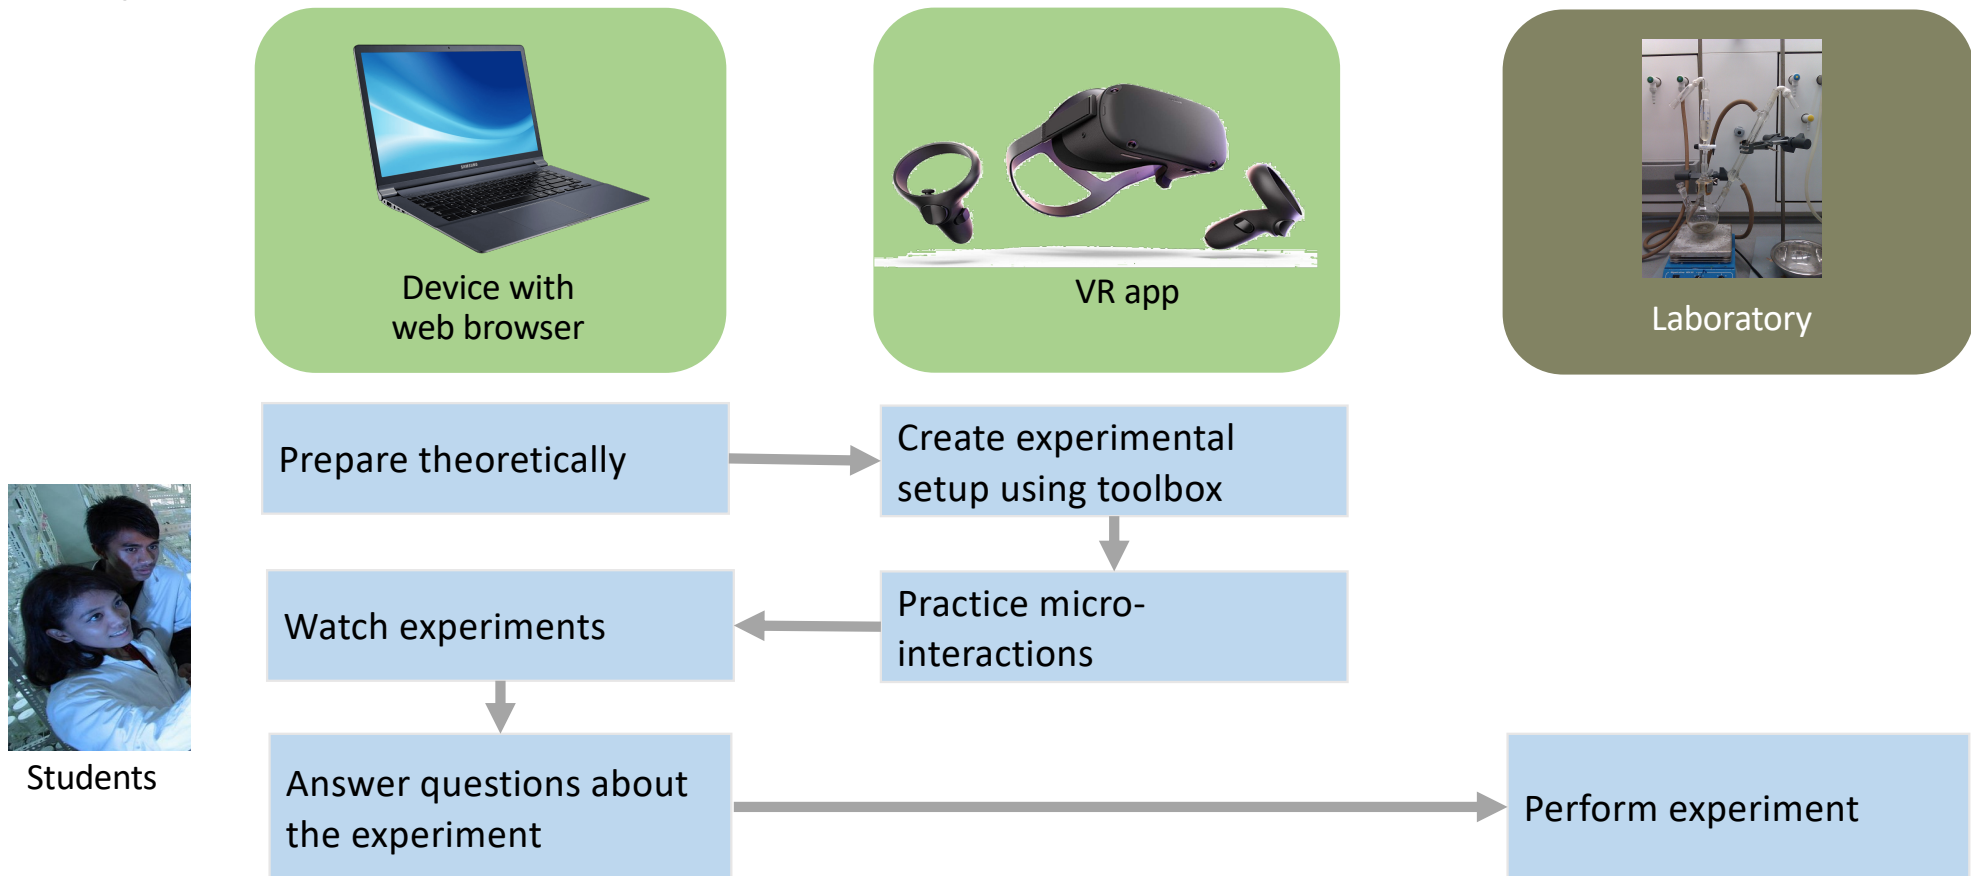 Device with
web browser
VR app
Laboratory
Prepare theoretically
Create experimental
setup using toolbox
Watch experiments
Practice micro-
interactions
Students
Answer questions about
the experiment
Perform experiment